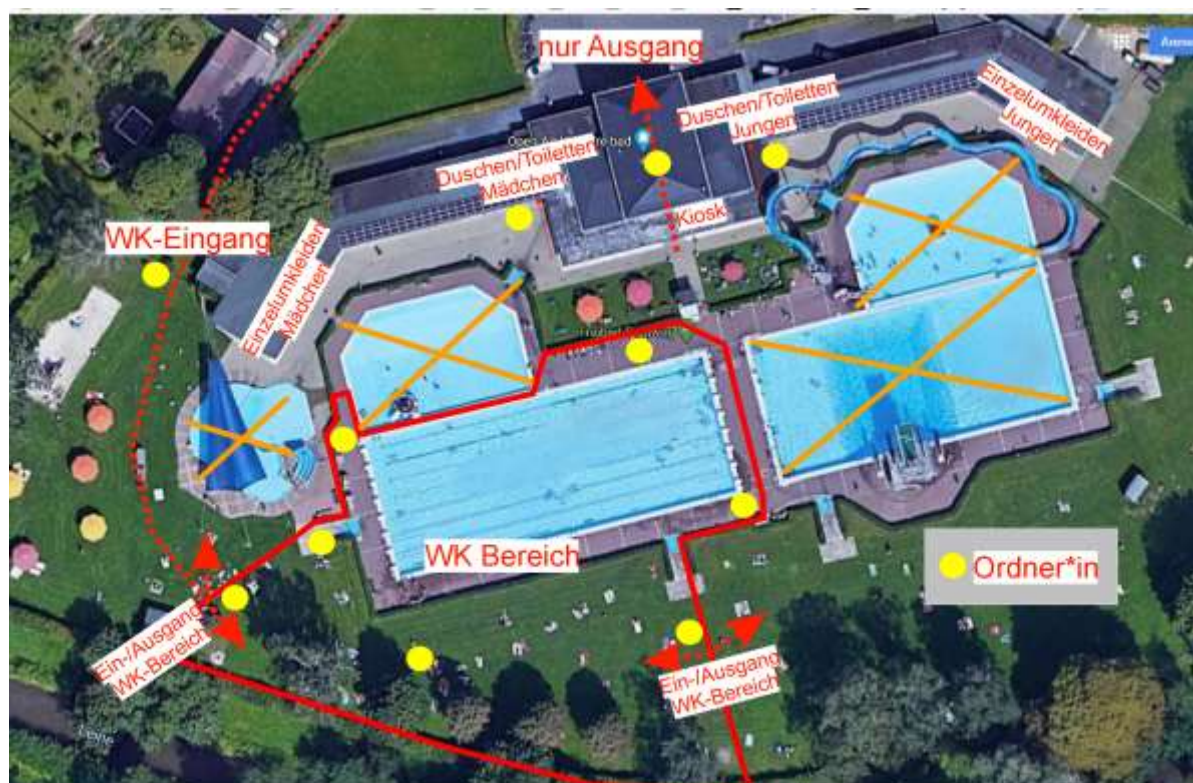 nur Ausgang
Duschen/Toiletten
Jungen
Einzelumkleiden
Jungen
Duschen/Toiletten
Mädchen
Kiosk
WK-Eingang
Einzelumkleiden
Mädchen
WK Bereich
Ordner*in
Ein-/Ausgang
WK-Bereich
Ein-/Ausgang
WK-Bereich
Leine